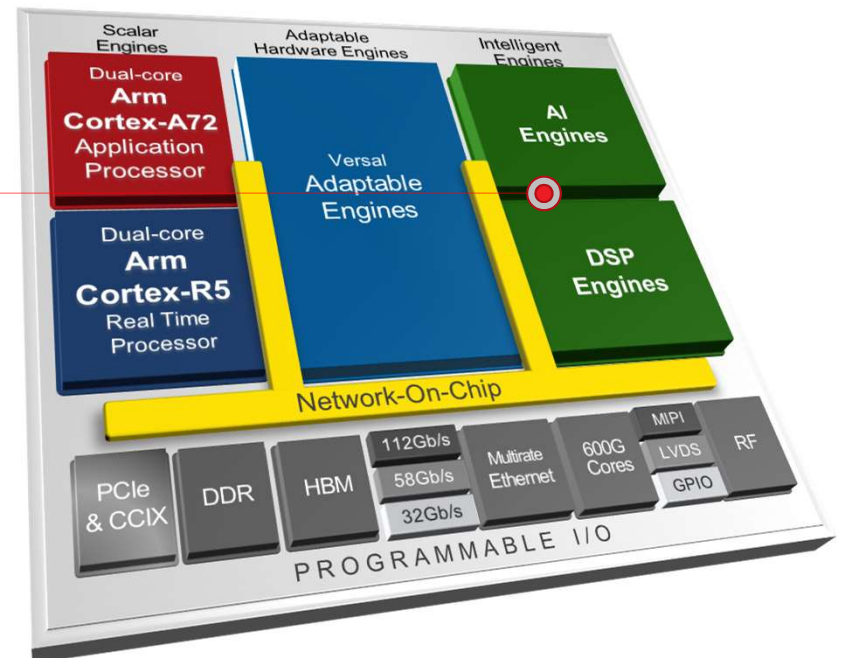 Scalar
Engines
Adaptable
Hardware Engines
Intelligent
Engines
Dual-core
Arm
Cortex-A72
Application
Processor
Versal
Adaptable
Engines
AI
Engines
Dual-core
Arm
Cortex-R5
Real Time
Processor
DSP
Engines
Network-On-Chip
PCIe
& CCIX
DDR
HBM
112Gb/s
58Gb/s
32Gb/s
Multirate
Ethernet
600G
Cores
MIPI
LVDS
GPIO
RF
PROGRAMMABLE I/O